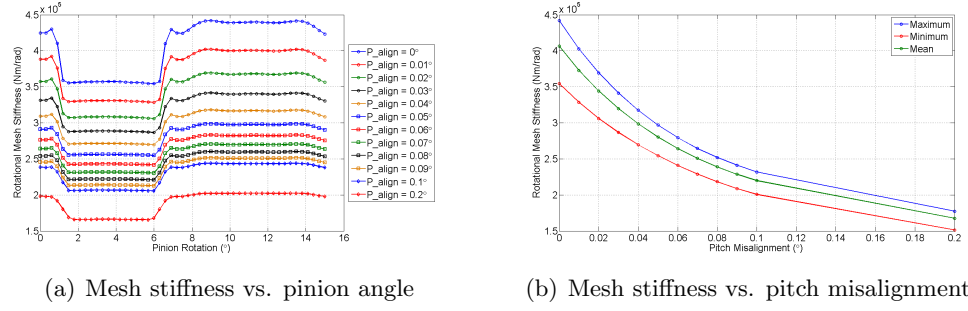 4.5 x 10⁵
4
3.5
3
2.5
2
1.5
Rotational Mesh Stiffness (Nm/rad)
0 2 4 6 8 10 12 14 16
Pinion Rotation (°)
P_align = 0°
P_align = 0.01°
P_align = 0.02°
P_align = 0.03°
P_align = 0.04°
P_align = 0.05°
P_align = 0.06°
P_align = 0.07°
P_align = 0.08°
P_align = 0.09°
P_align = 0.1°
P_align = 0.2°
(a) Mesh stiffness vs. pinion angle
4.5 x 10⁵
4
3.5
3
2.5
2
1.5
Rotational Mesh Stiffness (Nm/rad)
0 0.02 0.04 0.06 0.08 0.1 0.12 0.14 0.16 0.18 0.2
Pitch Misalignment (°)
Maximum
Minimum
Mean
(b) Mesh stiffness vs. pitch misalignment